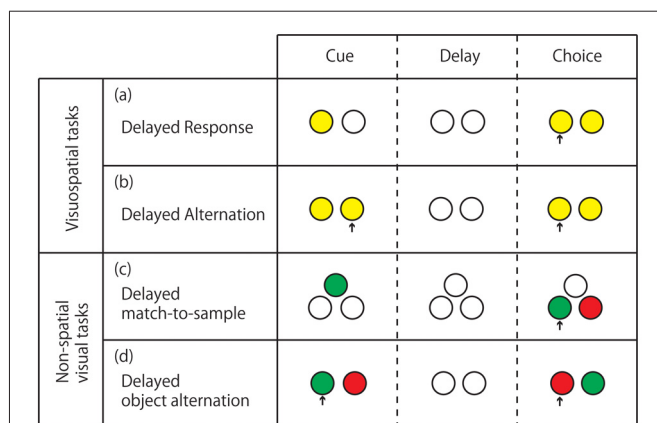 Cue
Delay
Choice
Visuospatial tasks
(a)
Delayed Response
(b)
Delayed Alternation
Non-spatial
visual tasks
(c)
Delayed
match-to-sample
(d)
Delayed
object alternation